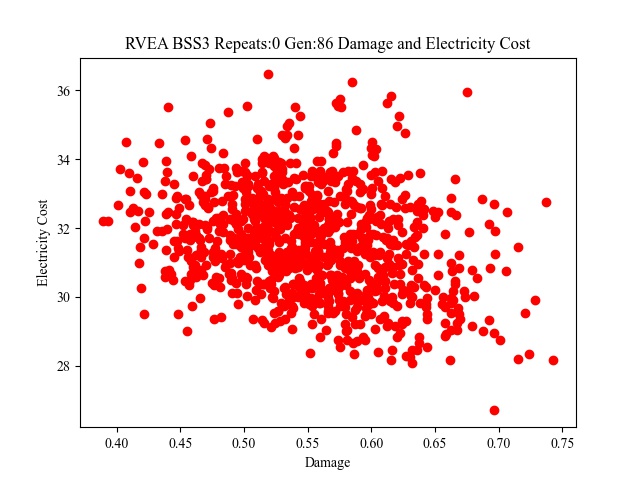 RVEA BSS3 Repeats:0 Gen:86 Damage and Electricity Cost
36
34
32
30
28
Electricity Cost
0.40 0.45 0.50 0.55 0.60 0.65 0.70 0.75
Damage